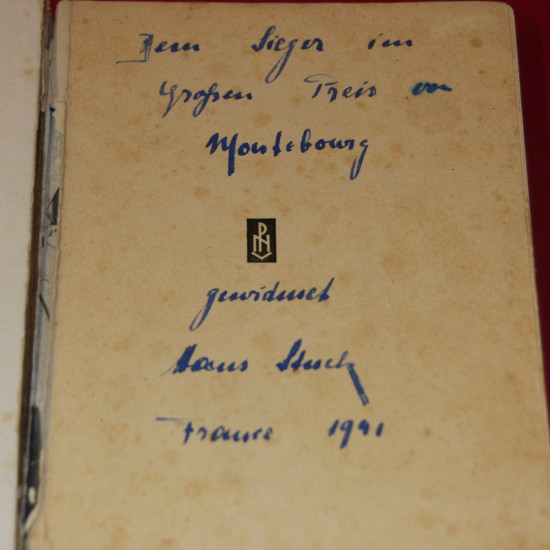 Dem Sieger im
Großen Preis von
Montebourg
gewidmet
Hans Stuck
France 1941